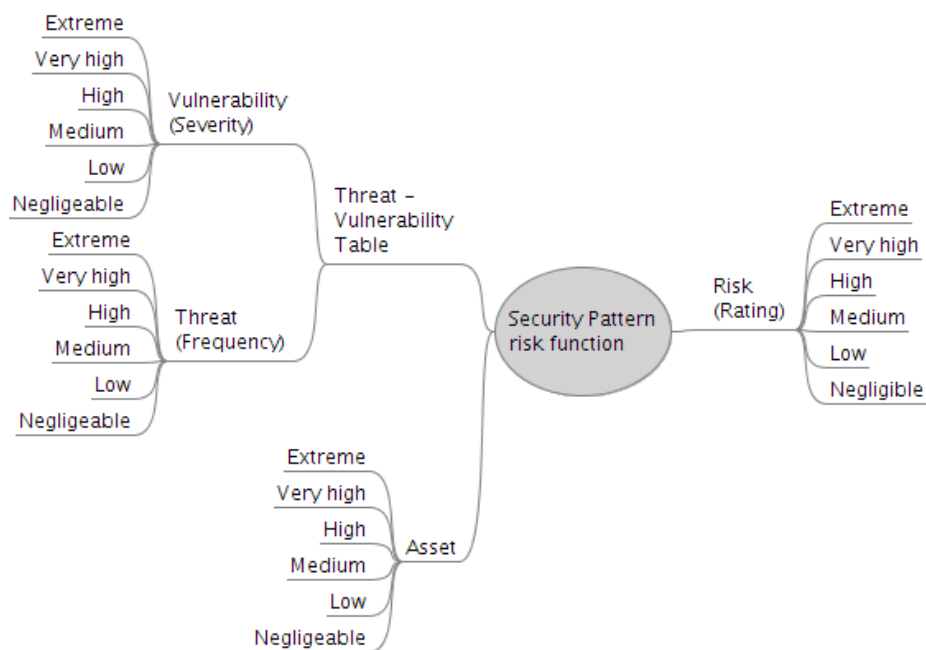 Extreme
Very high
High
Medium
Low
Negligeable
Vulnerability
(Severity)
Extreme
Very high
High
Medium
Low
Negligeable
Threat
(Frequency)
Threat –
Vulnerability
Table
Extreme
Very high
High
Medium
Low
Negligeable
Asset
Security Pattern
risk function
Risk
(Rating)
Extreme
Very high
High
Medium
Low
Negligible